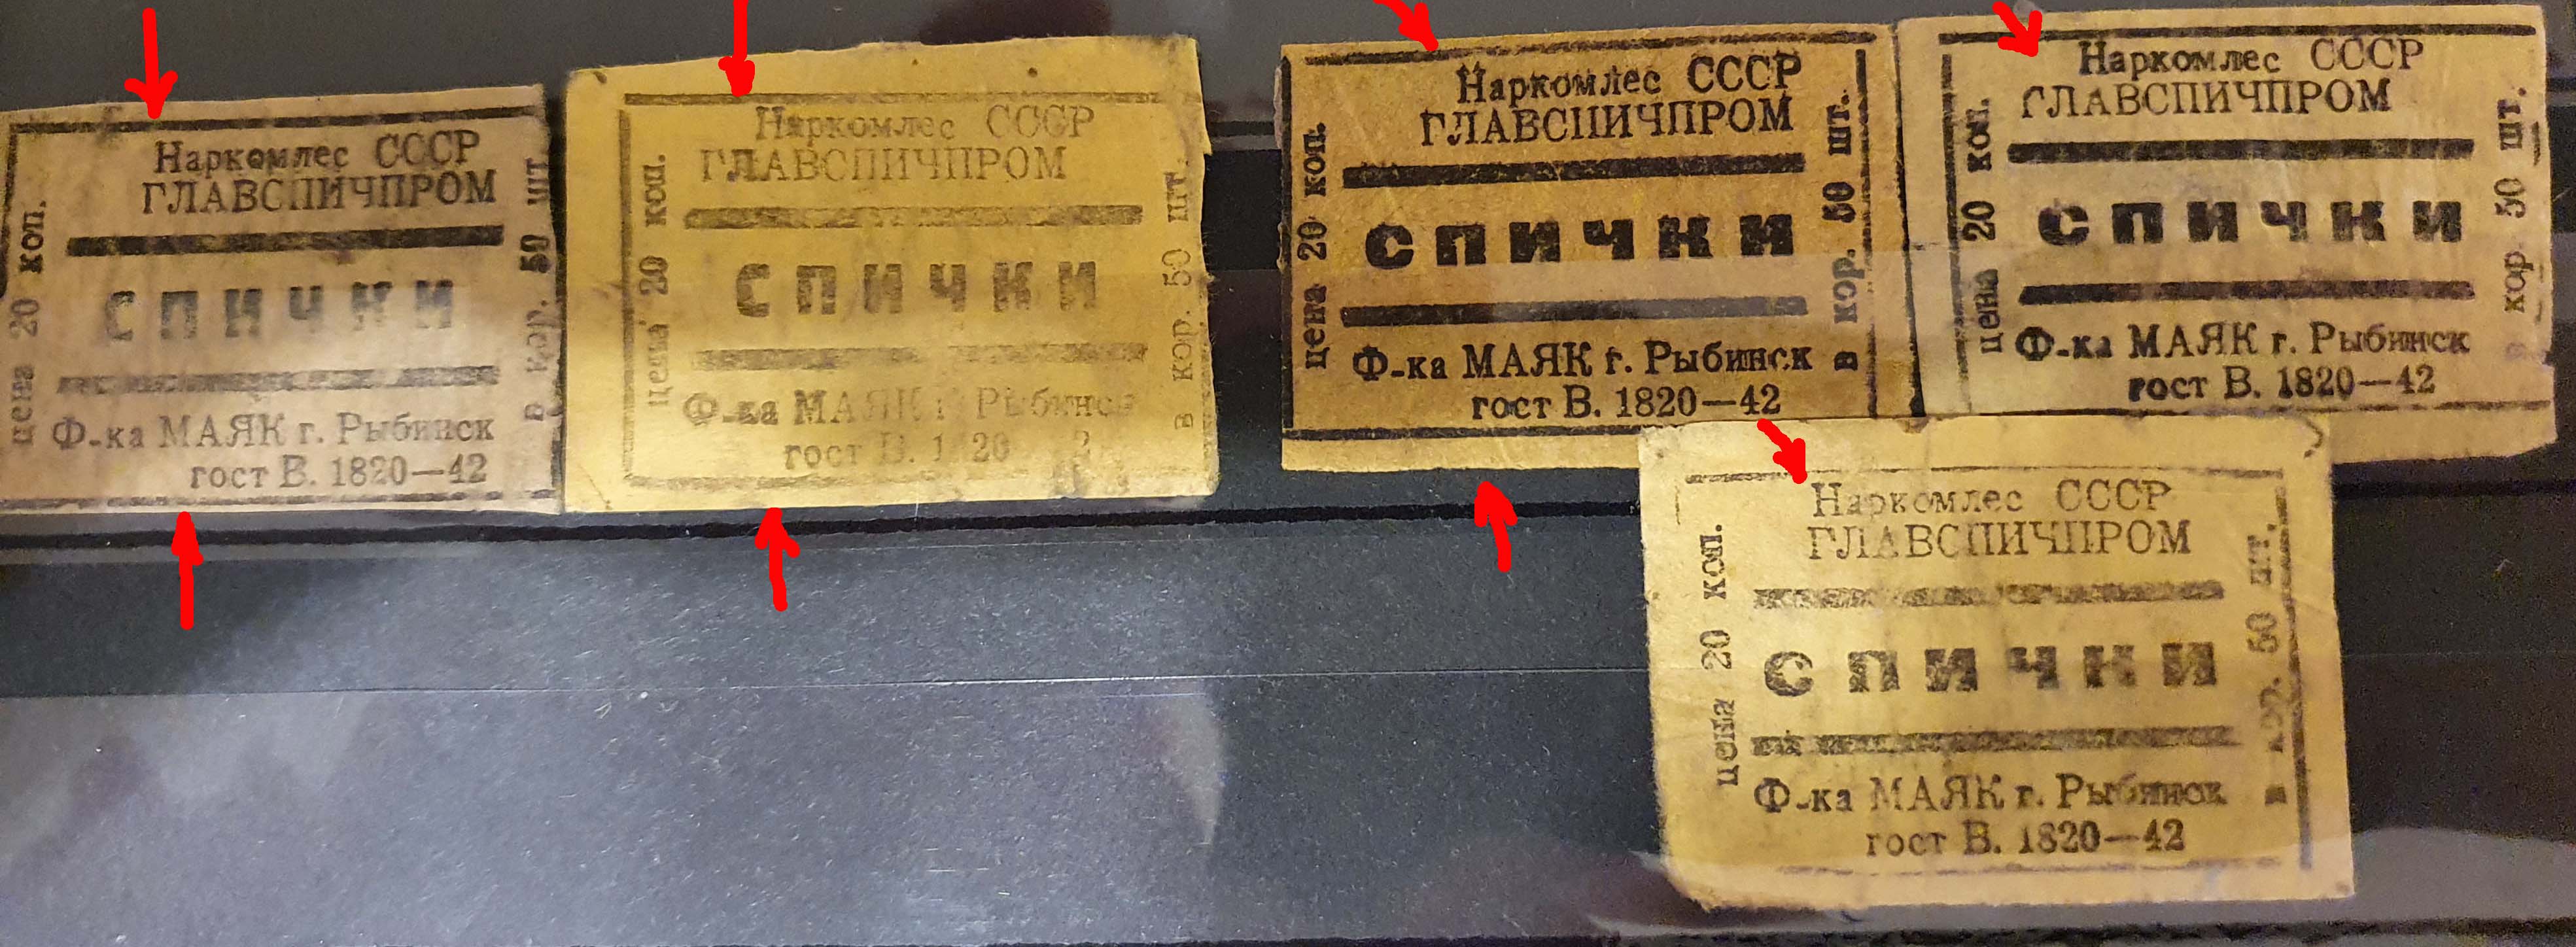 Наркомлес СССР
ГЛАВСПИЧПРОМ
цена 20 коп.
СПИЧКИ
в кор. 50 шт.
Ф-ка МАЯК г. Рыбинск
гост В. 1820—42
Наркомлес СССР
ГЛАВСПИЧПРОМ
цена 20 коп.
СПИЧКИ
в кор. 50 шт.
Ф-ка МАЯК г. Рыбинск
гост В.
Наркомлес СССР
ГЛАВСПИЧПРОМ
цена 20 коп.
СПИЧКИ
в кор. 50 шт.
Ф-ка МАЯК г. Рыбинск
гост В. 1820—42
Наркомлес СССР
ГЛАВСПИЧПРОМ
цена 20 коп.
СПИЧКИ
в кор 50 шт.
Ф-ка МАЯК г. Рыбинск
гост В. 1820—42
Наркомлес СССР
ГЛАВСПИЧПРОМ
цена 20 коп.
СПИЧКИ
в кор. 50 шт.
Ф-ка МАЯК г. Рыбинск
гост В. 1820—42